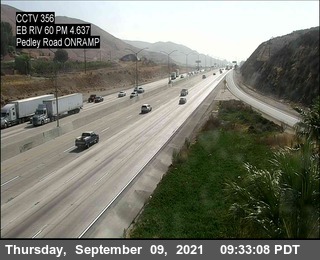 CCTV 356
EB RIV 60 PM 4.637
Pedley Road ONRAMP
Thursday, September 09, 2021 09:33:08 PDT